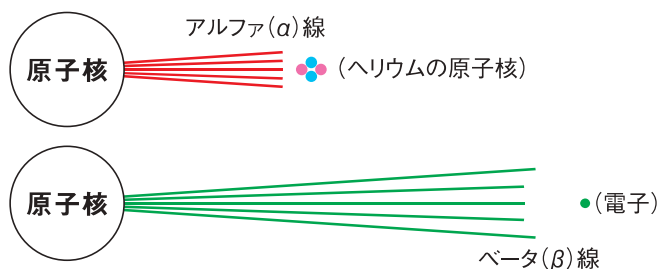 アルファ(α)線
原子核
(ヘリウムの原子核)
原子核
(電子)
ベータ(β)線